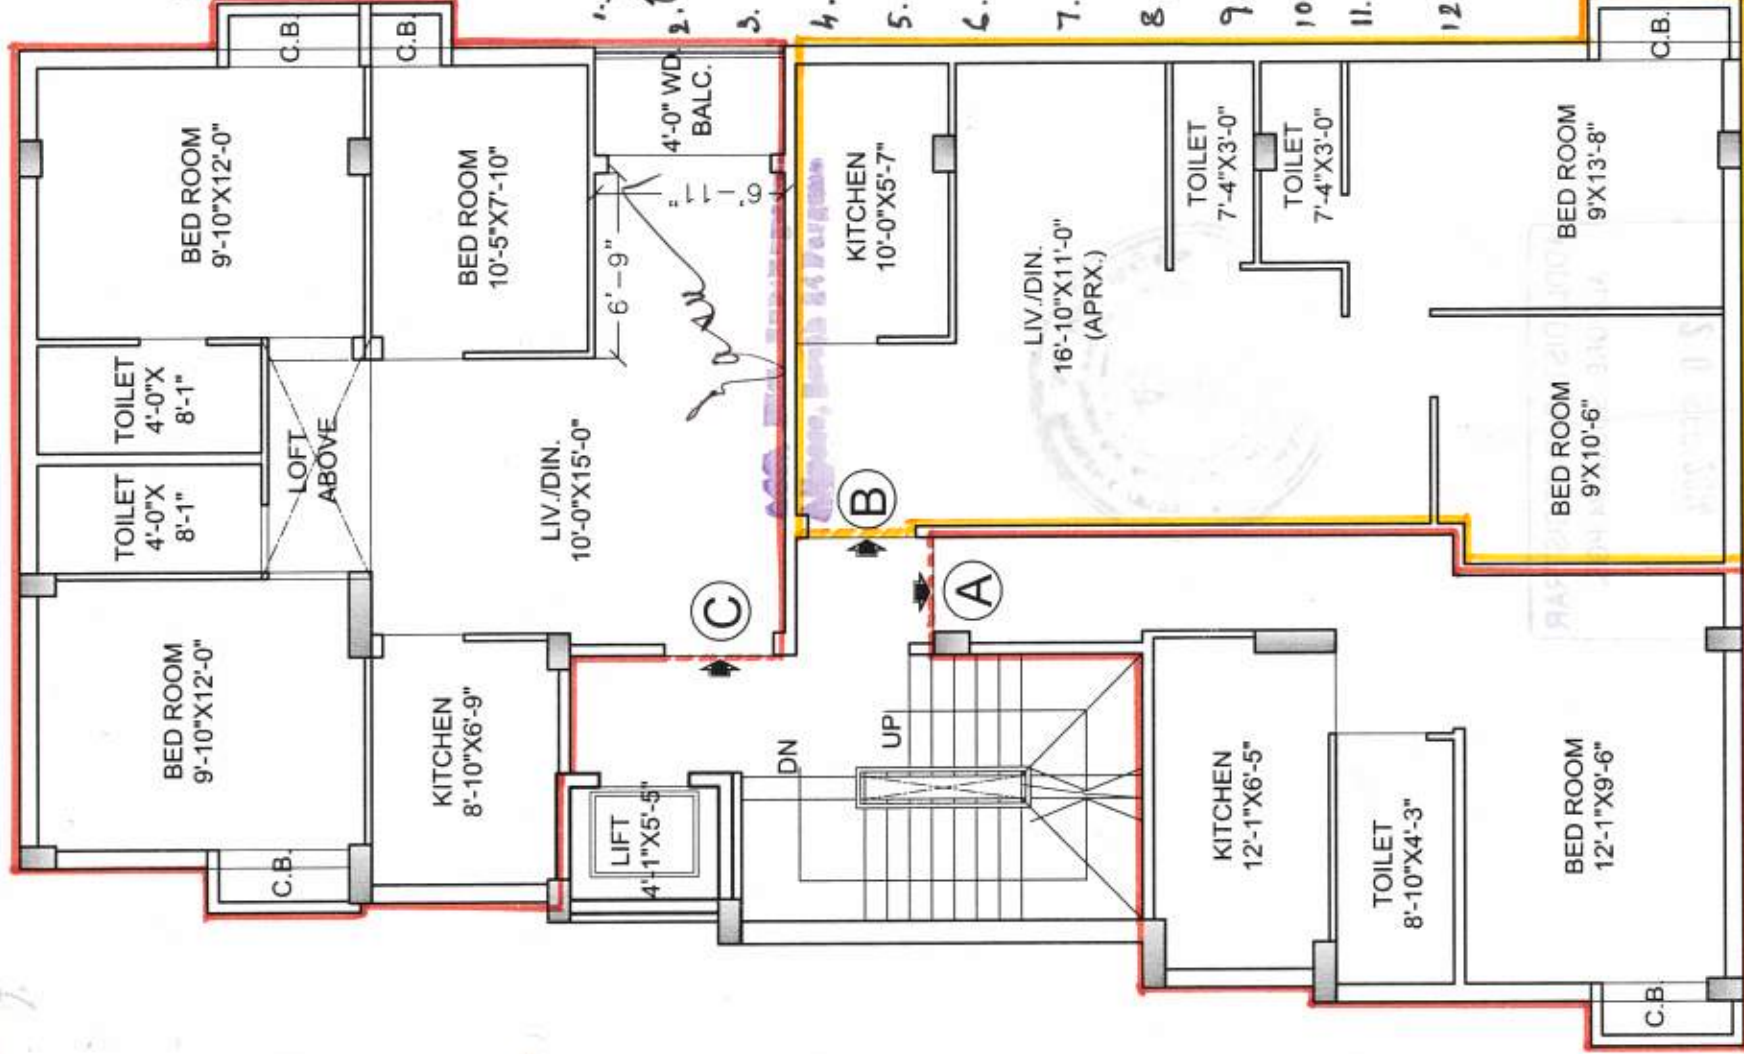 C.B.
C.B.
BED ROOM
9'-10"X12'-0"
BED ROOM
10'-5"X7'-10"
4'-0" WD.
BALC.
6'-11"
6'-9"
TOILET
4'-0"X
8'-1"
TOILET
4'-0"X
8'-1"
LOFT
ABOVE
LIV./DIN.
10'-0"X15'-0"
BED ROOM
9'-10"X12'-0"
KITCHEN
8'-10"X6'-9"
C.B.
LIFT
4'-1"X5'-5"
C
DN
UP
1.
2.
3.
4.
5.
6.
7.
8
9
10
11.
12
KITCHEN
10'-0"X5'-7"
LIV./DIN.
16'-10"X11'-0"
(APRX.)
TOILET
7'-4"X3'-0"
TOILET
7'-4"X3'-0"
C.B.
BED ROOM
9'X13'-8"
BED ROOM
9'X10'-6"
B
A
KITCHEN
12'-1"X6'-5"
TOILET
8'-10"X4'-3"
BED ROOM
12'-1"X9'-6"
C.B.